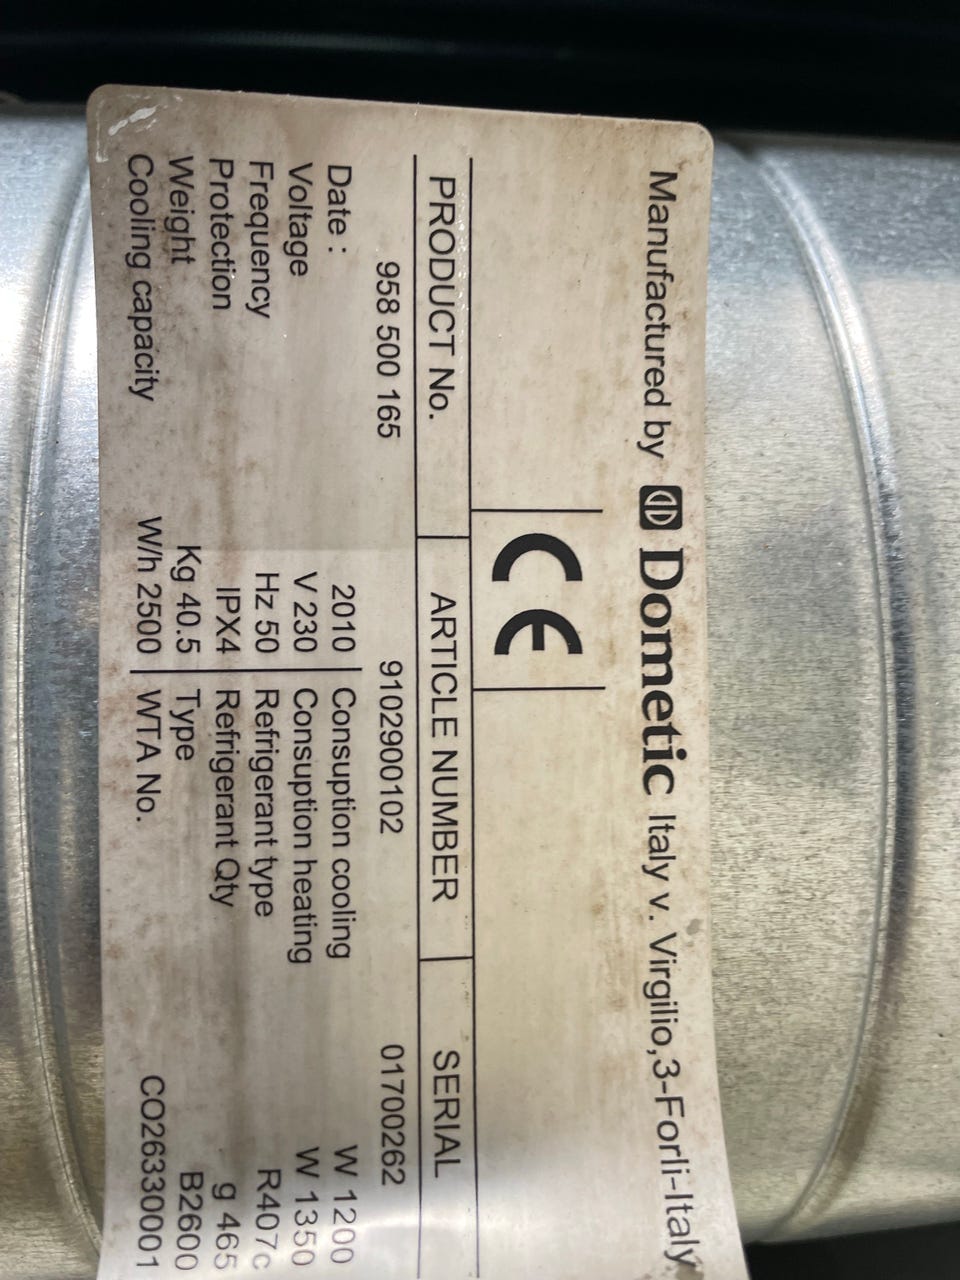 Manufactured by Dometic Italy v. Virgilio,3-Forli-Italy
CE
PRODUCT No. ARTICLE NUMBER SERIAL
958 500 165 9102900102 01700262
Date : 2010 Consuption cooling W 1200
Voltage V 230 Consuption heating W 1350
Frequency Hz 50 Refrigerant type R407c
Protection IPX4 Refrigerant Qty g 465
Weight Kg 40.5 Type B2600
Cooling capacity W/h 2500 WTA No. CO26330001